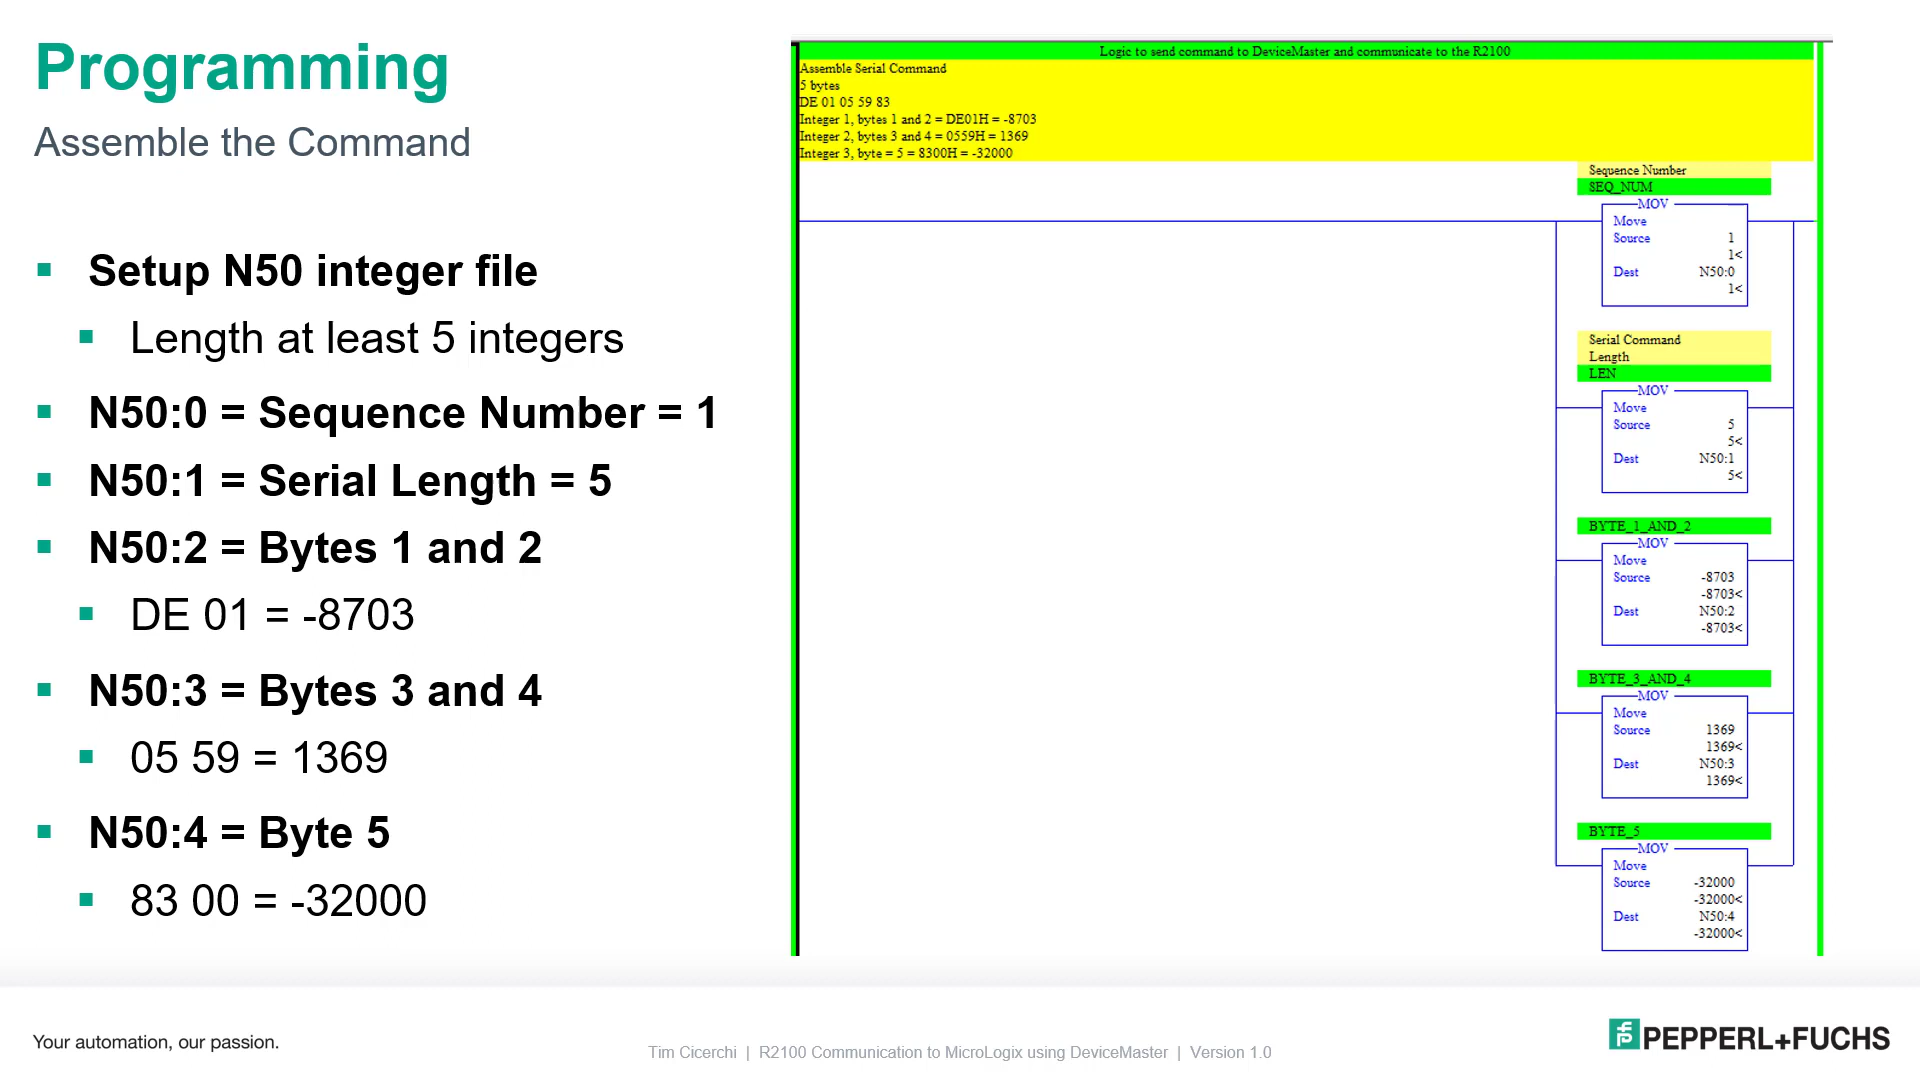 Programming
Assemble the Command
Setup N50 integer file
Length at least 5 integers
N50:0 = Sequence Number = 1
N50:1 = Serial Length = 5
N50:2 = Bytes 1 and 2
DE 01 = -8703
N50:3 = Bytes 3 and 4
05 59 = 1369
N50:4 = Byte 5
83 00 = -32000
Logic to send command to DeviceMaster and communicate to the R2100
Assemble Serial Command
5 bytes
DE 01 05 59 83
Integer 1, bytes 1 and 2 = DE01H = -8703
Integer 2, bytes 3 and 4 = 0559H = 1369
Integer 3, byte = 5 = 8300H = -32000
Sequence Number
SEQ_NUM
MOV
Move
Source 1
1<
Dest N50:0
1<
Serial Command
Length
LEN
MOV
Move
Source 5
5<
Dest N50:1
5<
BYTE_1_AND_2
MOV
Move
Source -8703
-8703<
Dest N50:2
-8703<
BYTE_3_AND_4
MOV
Move
Source 1369
1369<
Dest N50:3
1369<
BYTE_5
MOV
Move
Source -32000
-32000<
Dest N50:4
-32000<
Your automation, our passion.
Tim Cicerchi | R2100 Communication to MicroLogix using DeviceMaster | Version 1.0
PEPPERL+FUCHS